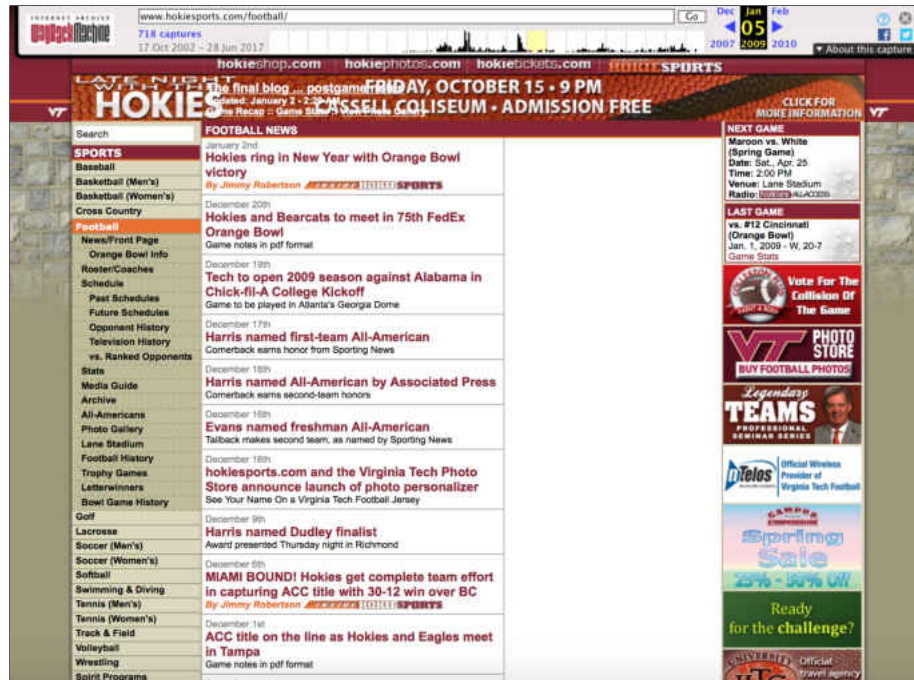 INTERNET ARCHIVE
WayBackMachine
www.hokiesports.com/football/
Go
718 captures
17 Oct 2002 – 28 Jun 2017
Dec Jan Feb
05
2007 2009 2010
About this capture
hokieshop.com hokiephotos.com hokietickets.com HOKIESPORTS
LATE NIGHT
WITH THE
HOKIES
The final blog ... postgame
Updated: January 2 - 2:
FRIDAY, OCTOBER 15 • 9 PM
CASSELL COLISEUM • ADMISSION FREE
CLICK FOR
MORE INFORMATION
VT
VT
Search
SPORTS
Baseball
Basketball (Men's)
Basketball (Women's)
Cross Country
Football
News/Front Page
Orange Bowl Info
Roster/Coaches
Schedule
Past Schedules
Future Schedules
Opponent History
Television History
vs. Ranked Opponents
Stats
Media Guide
Archive
All-Americans
Photo Gallery
Lane Stadium
Football History
Trophy Games
Letterwinners
Bowl Game History
Golf
Lacrosse
Soccer (Men's)
Soccer (Women's)
Softball
Swimming & Diving
Tennis (Men's)
Tennis (Women's)
Track & Field
Volleyball
Wrestling
Spirit Programs
FOOTBALL NEWS
January 2nd
Hokies ring in New Year with Orange Bowl
victory
By Jimmy Robertson INSIDE HOKIE SPORTS
December 20th
Hokies and Bearcats to meet in 75th FedEx
Orange Bowl
Game notes in pdf format
December 19th
Tech to open 2009 season against Alabama in
Chick-fil-A College Kickoff
Game to be played in Atlanta's Georgia Dome
December 17th
Harris named first-team All-American
Cornerback earns honor from Sporting News
December 16th
Harris named All-American by Associated Press
Cornerback earns second-team honors
December 16th
Evans named freshman All-American
Tailback makes second team, as named by Sporting News
December 16th
hokiesports.com and the Virginia Tech Photo
Store announce launch of photo personalizer
See Your Name On a Virginia Tech Football Jersey
December 9th
Harris named Dudley finalist
Award presented Thursday night in Richmond
December 6th
MIAMI BOUND! Hokies get complete team effort
in capturing ACC title with 30-12 win over BC
By Jimmy Robertson INSIDE HOKIE SPORTS
December 1st
ACC title on the line as Hokies and Eagles meet
in Tampa
Game notes in pdf format
NEXT GAME
Maroon vs. White
(Spring Game)
Date: Sat., Apr. 25
Time: 2:00 PM
Venue: Lane Stadium
Radio: ALLACCESS
LAST GAME
vs. #12 Cincinnati
(Orange Bowl)
Jan. 1, 2009 - W, 20-7
Game Stats
Vote For The
Collision Of
The Game
VT PHOTO
STORE
BUY FOOTBALL PHOTOS
Legendary
TEAMS
PROFESSIONAL
SEMINAR SERIES
nTelos
Official Wireless
Provider of
Virginia Tech Football
CAMPUS
EMPORIUM
Spring
Sale
25% - 50% Off
Ready
for the challenge?
UNIVERSITY
Official
travel agency